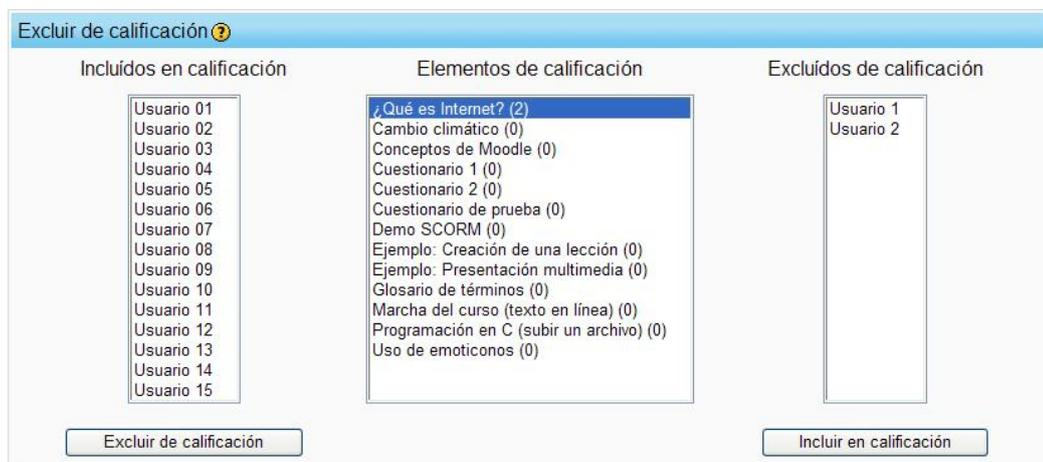 Excluir de calificación
Incluídos en calificación
Usuario 01
Usuario 02
Usuario 03
Usuario 04
Usuario 05
Usuario 06
Usuario 07
Usuario 08
Usuario 09
Usuario 10
Usuario 11
Usuario 12
Usuario 13
Usuario 14
Usuario 15
Excluir de calificación
Elementos de calificación
¿Qué es Internet? (2)
Cambio climático (0)
Conceptos de Moodle (0)
Cuestionario 1 (0)
Cuestionario 2 (0)
Cuestionario de prueba (0)
Demo SCORM (0)
Ejemplo: Creación de una lección (0)
Ejemplo: Presentación multimedia (0)
Glosario de términos (0)
Marcha del curso (texto en línea) (0)
Programación en C (subir un archivo) (0)
Uso de emoticonos (0)
Excluídos de calificación
Usuario 1
Usuario 2
Incluir en calificación